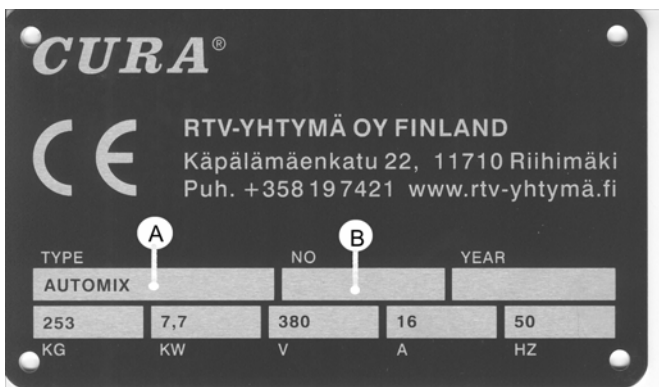 CURA®
CE
RTV-YHTYMÄ OY FINLAND
Käpälämäenkatu 22, 11710 Riihimäki
Puh. +358 19 7421 www.rtv-yhtymä.fi
A B
TYPE NO YEAR
AUTOMIX
253 7,7 380 16 50
KG KW V A HZ